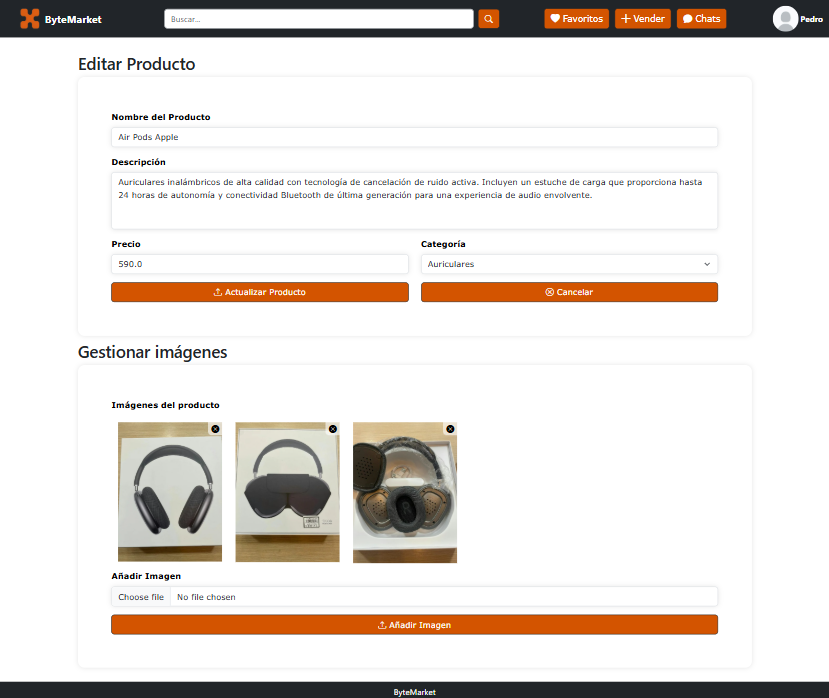 ByteMarket
Buscar...
Favoritos
Vender
Chats
Pedro
Editar Producto
Nombre del Producto
Air Pods Apple
Descripción
Auriculares inalámbricos de alta calidad con tecnología de cancelación de ruido activa. Incluyen un estuche de carga que proporciona hasta
24 horas de autonomía y conectividad Bluetooth de última generación para una experiencia de audio envolvente.
Precio
Categoría
590.0
Auriculares
Actualizar Producto
Cancelar
Gestionar imágenes
Imágenes del producto
Añadir Imagen
Choose file
No file chosen
Añadir Imagen
ByteMarket